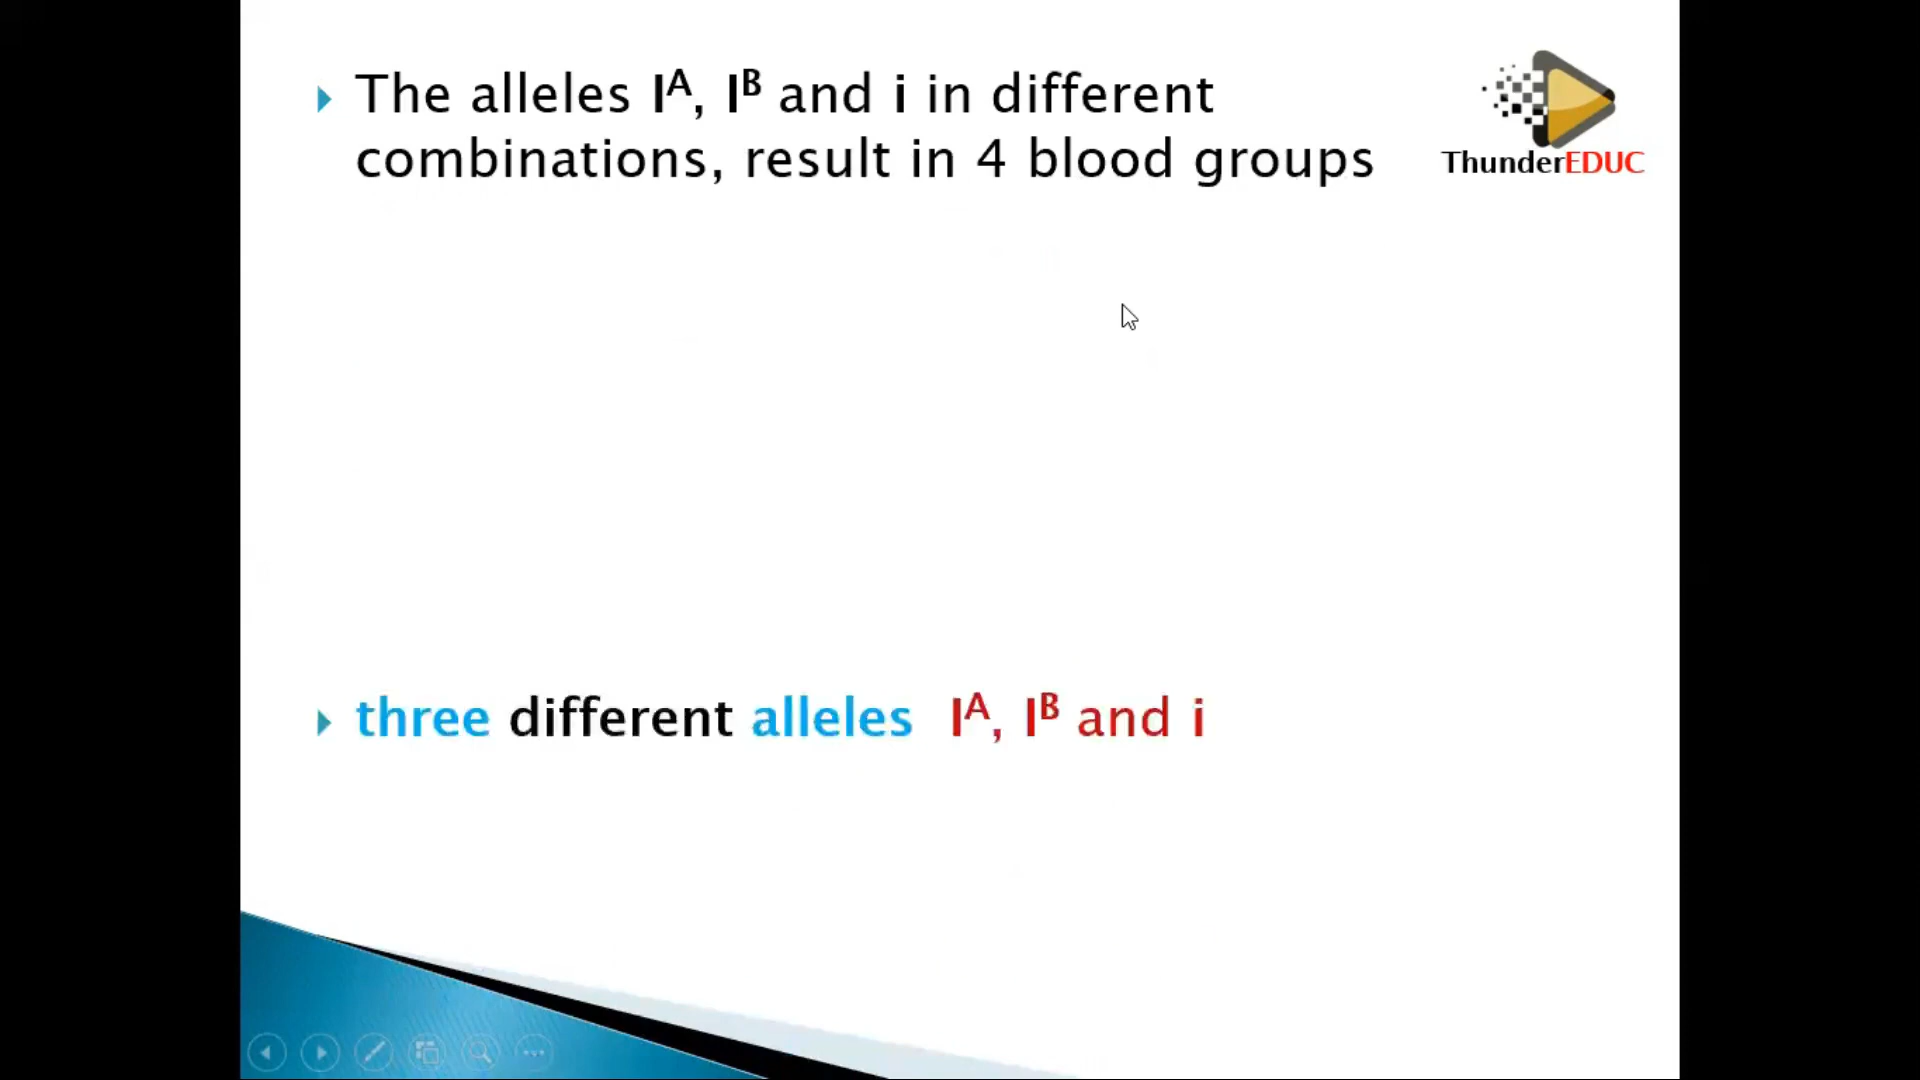 The alleles Iᴬ, Iᴮ and i in different
combinations, result in 4 blood groups
ThunderEDUC
three different alleles Iᴬ, Iᴮ and i